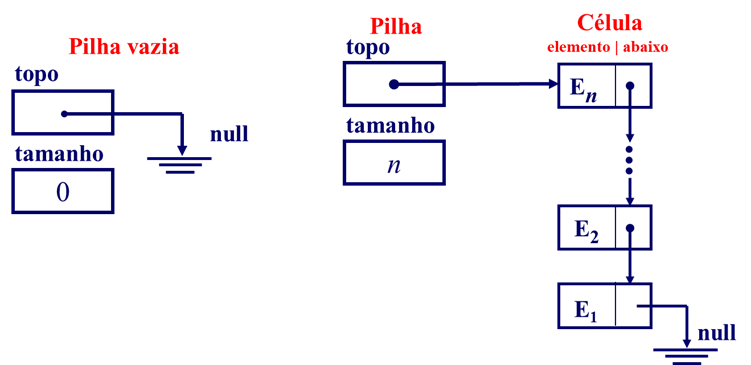 Pilha vazia
topo
null
tamanho
0
Pilha
topo
tamanho
n
Célula
elemento | abaixo
En
E2
E1
null